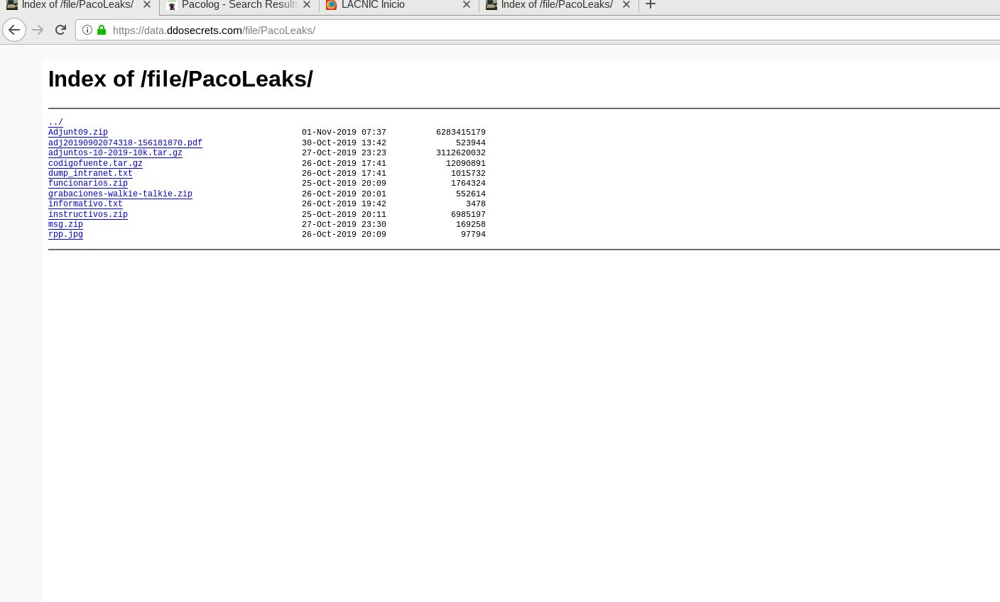 Index of /file/PacoLeaks/ Pacolog - Search Results LACNIC Inicio Index of /file/PacoLeaks/
https://data.ddosecrets.com/file/PacoLeaks/
Index of /file/PacoLeaks/
../
Adjunt09.zip 01-Nov-2019 07:37 6283415179
adj20190902074318-156181870.pdf 30-Oct-2019 13:42 523944
adjuntos-10-2019-10k.tar.gz 27-Oct-2019 23:23 3112620032
codigofuente.tar.gz 26-Oct-2019 17:41 12090891
dump_intranet.txt 26-Oct-2019 17:41 1015732
funcionarios.zip 25-Oct-2019 20:09 1764324
grabaciones-walkie-talkie.zip 26-Oct-2019 20:01 552614
informativo.txt 26-Oct-2019 19:42 3478
instructivos.zip 25-Oct-2019 20:11 6985197
msg.zip 27-Oct-2019 23:30 169258
rpp.jpg 26-Oct-2019 20:09 97794